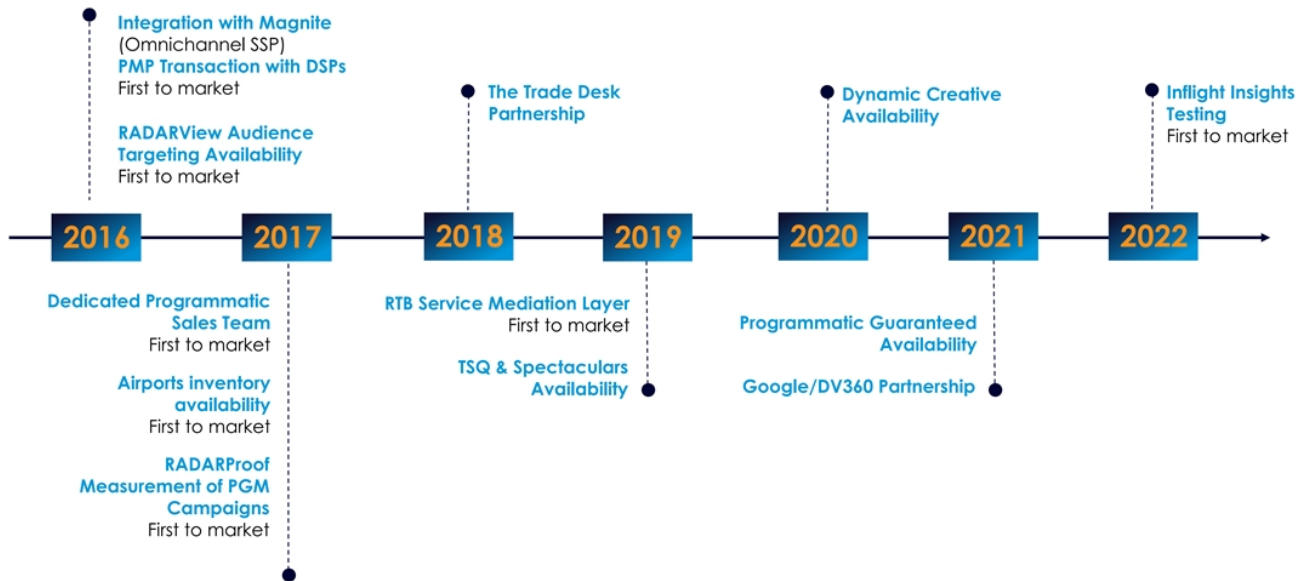 Integration with Magnite
(Omnichannel SSP)
PMP Transaction with DSPs
First to market
RADARView Audience
Targeting Availability
First to market
The Trade Desk
Partnership
Dynamic Creative
Availability
Inflight Insights
Testing
First to market
2016
2017
2018
2019
2020
2021
2022
Dedicated Programmatic
Sales Team
First to market
Airports inventory
availability
First to market
RADARProof
Measurement of PGM
Campaigns
First to market
RTB Service Mediation Layer
First to market
TSQ & Spectaculars
Availability
Programmatic Guaranteed
Availability
Google/DV360 Partnership